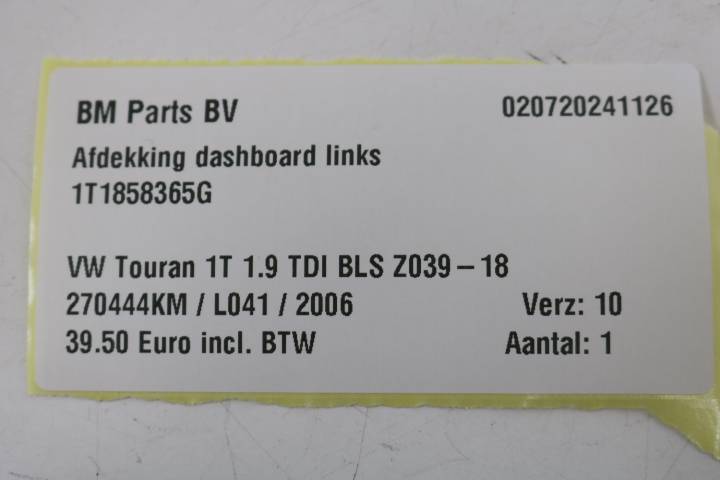 BM Parts BV 020720241126
Afdekking dashboard links
1T1858365G
VW Touran 1T 1.9 TDI BLS Z039 – 18
270444KM / L041 / 2006 Verz: 10
39.50 Euro incl. BTW Aantal: 1